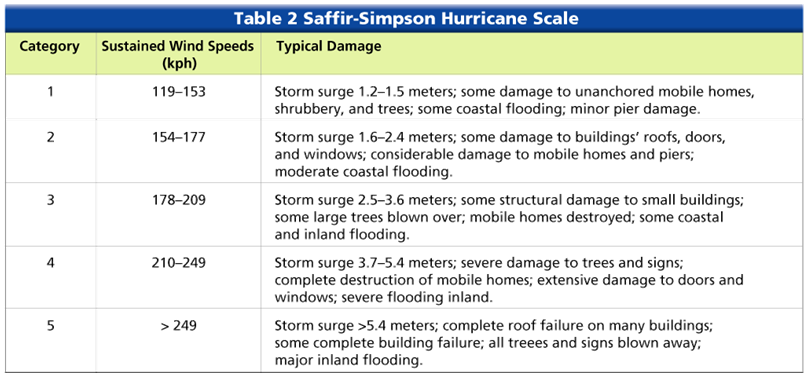 Table 2 Saffir-Simpson Hurricane Scale
Category Sustained Wind Speeds Typical Damage
(kph)
1 119–153 Storm surge 1.2–1.5 meters; some damage to unanchored mobile homes,
shrubbery, and trees; some coastal flooding; minor pier damage.
2 154–177 Storm surge 1.6–2.4 meters; some damage to buildings’ roofs, doors,
and windows; considerable damage to mobile homes and piers;
moderate coastal flooding.
3 178–209 Storm surge 2.5–3.6 meters; some structural damage to small buildings;
some large trees blown over; mobile homes destroyed; some coastal
and inland flooding.
4 210–249 Storm surge 3.7–5.4 meters; severe damage to trees and signs;
complete destruction of mobile homes; extensive damage to doors and
windows; severe flooding inland.
5 > 249 Storm surge >5.4 meters; complete roof failure on many buildings;
some complete building failure; all treees and signs blown away;
major inland flooding.